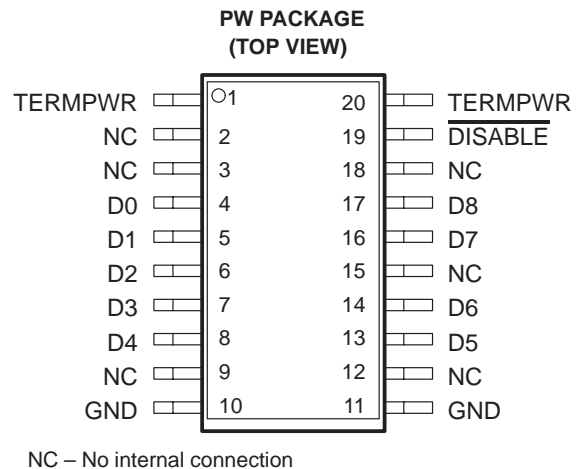 PW PACKAGE
(TOP VIEW)
TERMPWR 1 20 TERMPWR
NC 2 19 DISABLE
NC 3 18 NC
D0 4 17 D8
D1 5 16 D7
D2 6 15 NC
D3 7 14 D6
D4 8 13 D5
NC 9 12 NC
GND 10 11 GND
NC – No internal connection